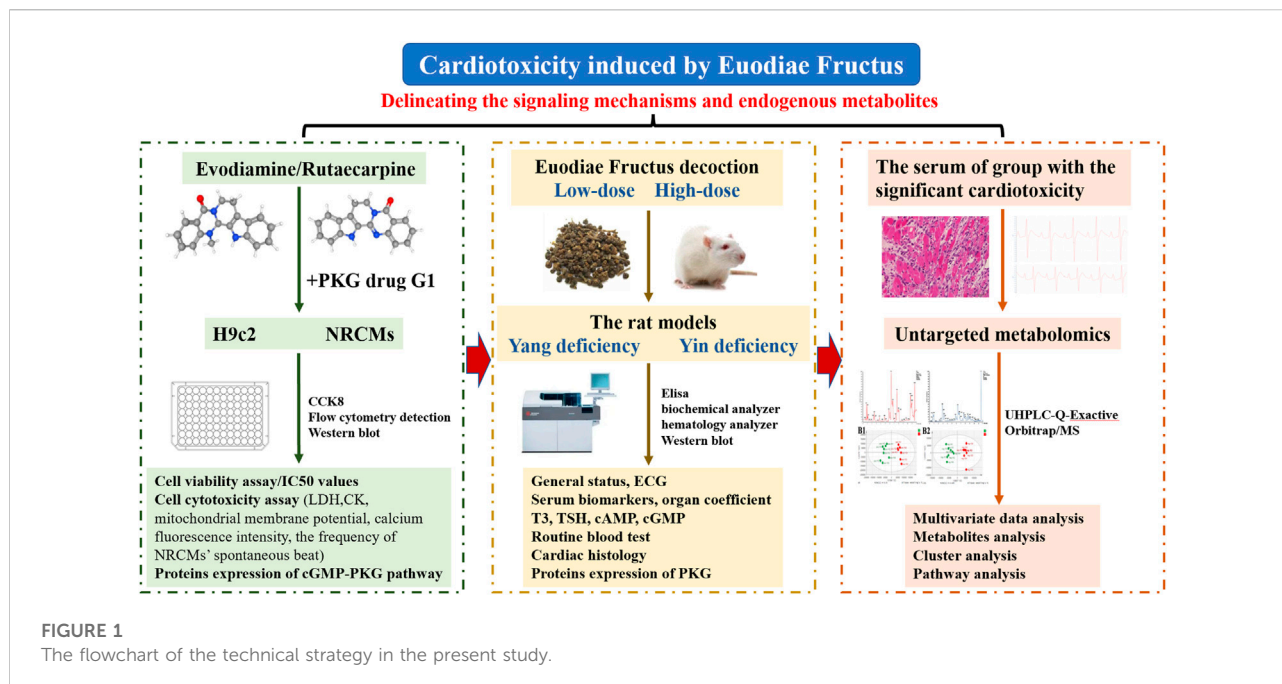 Cardiotoxicity induced by Euodiae Fructus
Delineating the signaling mechanisms and endogenous metabolites
Evodiamine/Rutaecarpine
+PKG drug G1
H9c2 NRCMs
CCK8
Flow cytometry detection
Western blot
Cell viability assay/IC50 values
Cell cytotoxicity assay (LDH,CK,
mitochondrial membrane potential, calcium
fluorescence intensity, the frequency of
NRCMs' spontaneous beat)
Proteins expression of cGMP-PKG pathway
Euodiae Fructus decoction
Low-dose High-dose
The rat models
Yang deficiency Yin deficiency
Elisa
biochemical analyzer
hematology analyzer
Western blot
General status, ECG
Serum biomarkers, organ coefficient
T3, TSH, cAMP, cGMP
Routine blood test
Cardiac histology
Proteins expression of PKG
The serum of group with the
significant cardiotoxicity
Untargeted metabolomics
B1 B2
UHPLC-Q-Exactive
Orbitrap/MS
Multivariate data analysis
Metabolites analysis
Cluster analysis
Pathway analysis
FIGURE 1
The flowchart of the technical strategy in the present study.